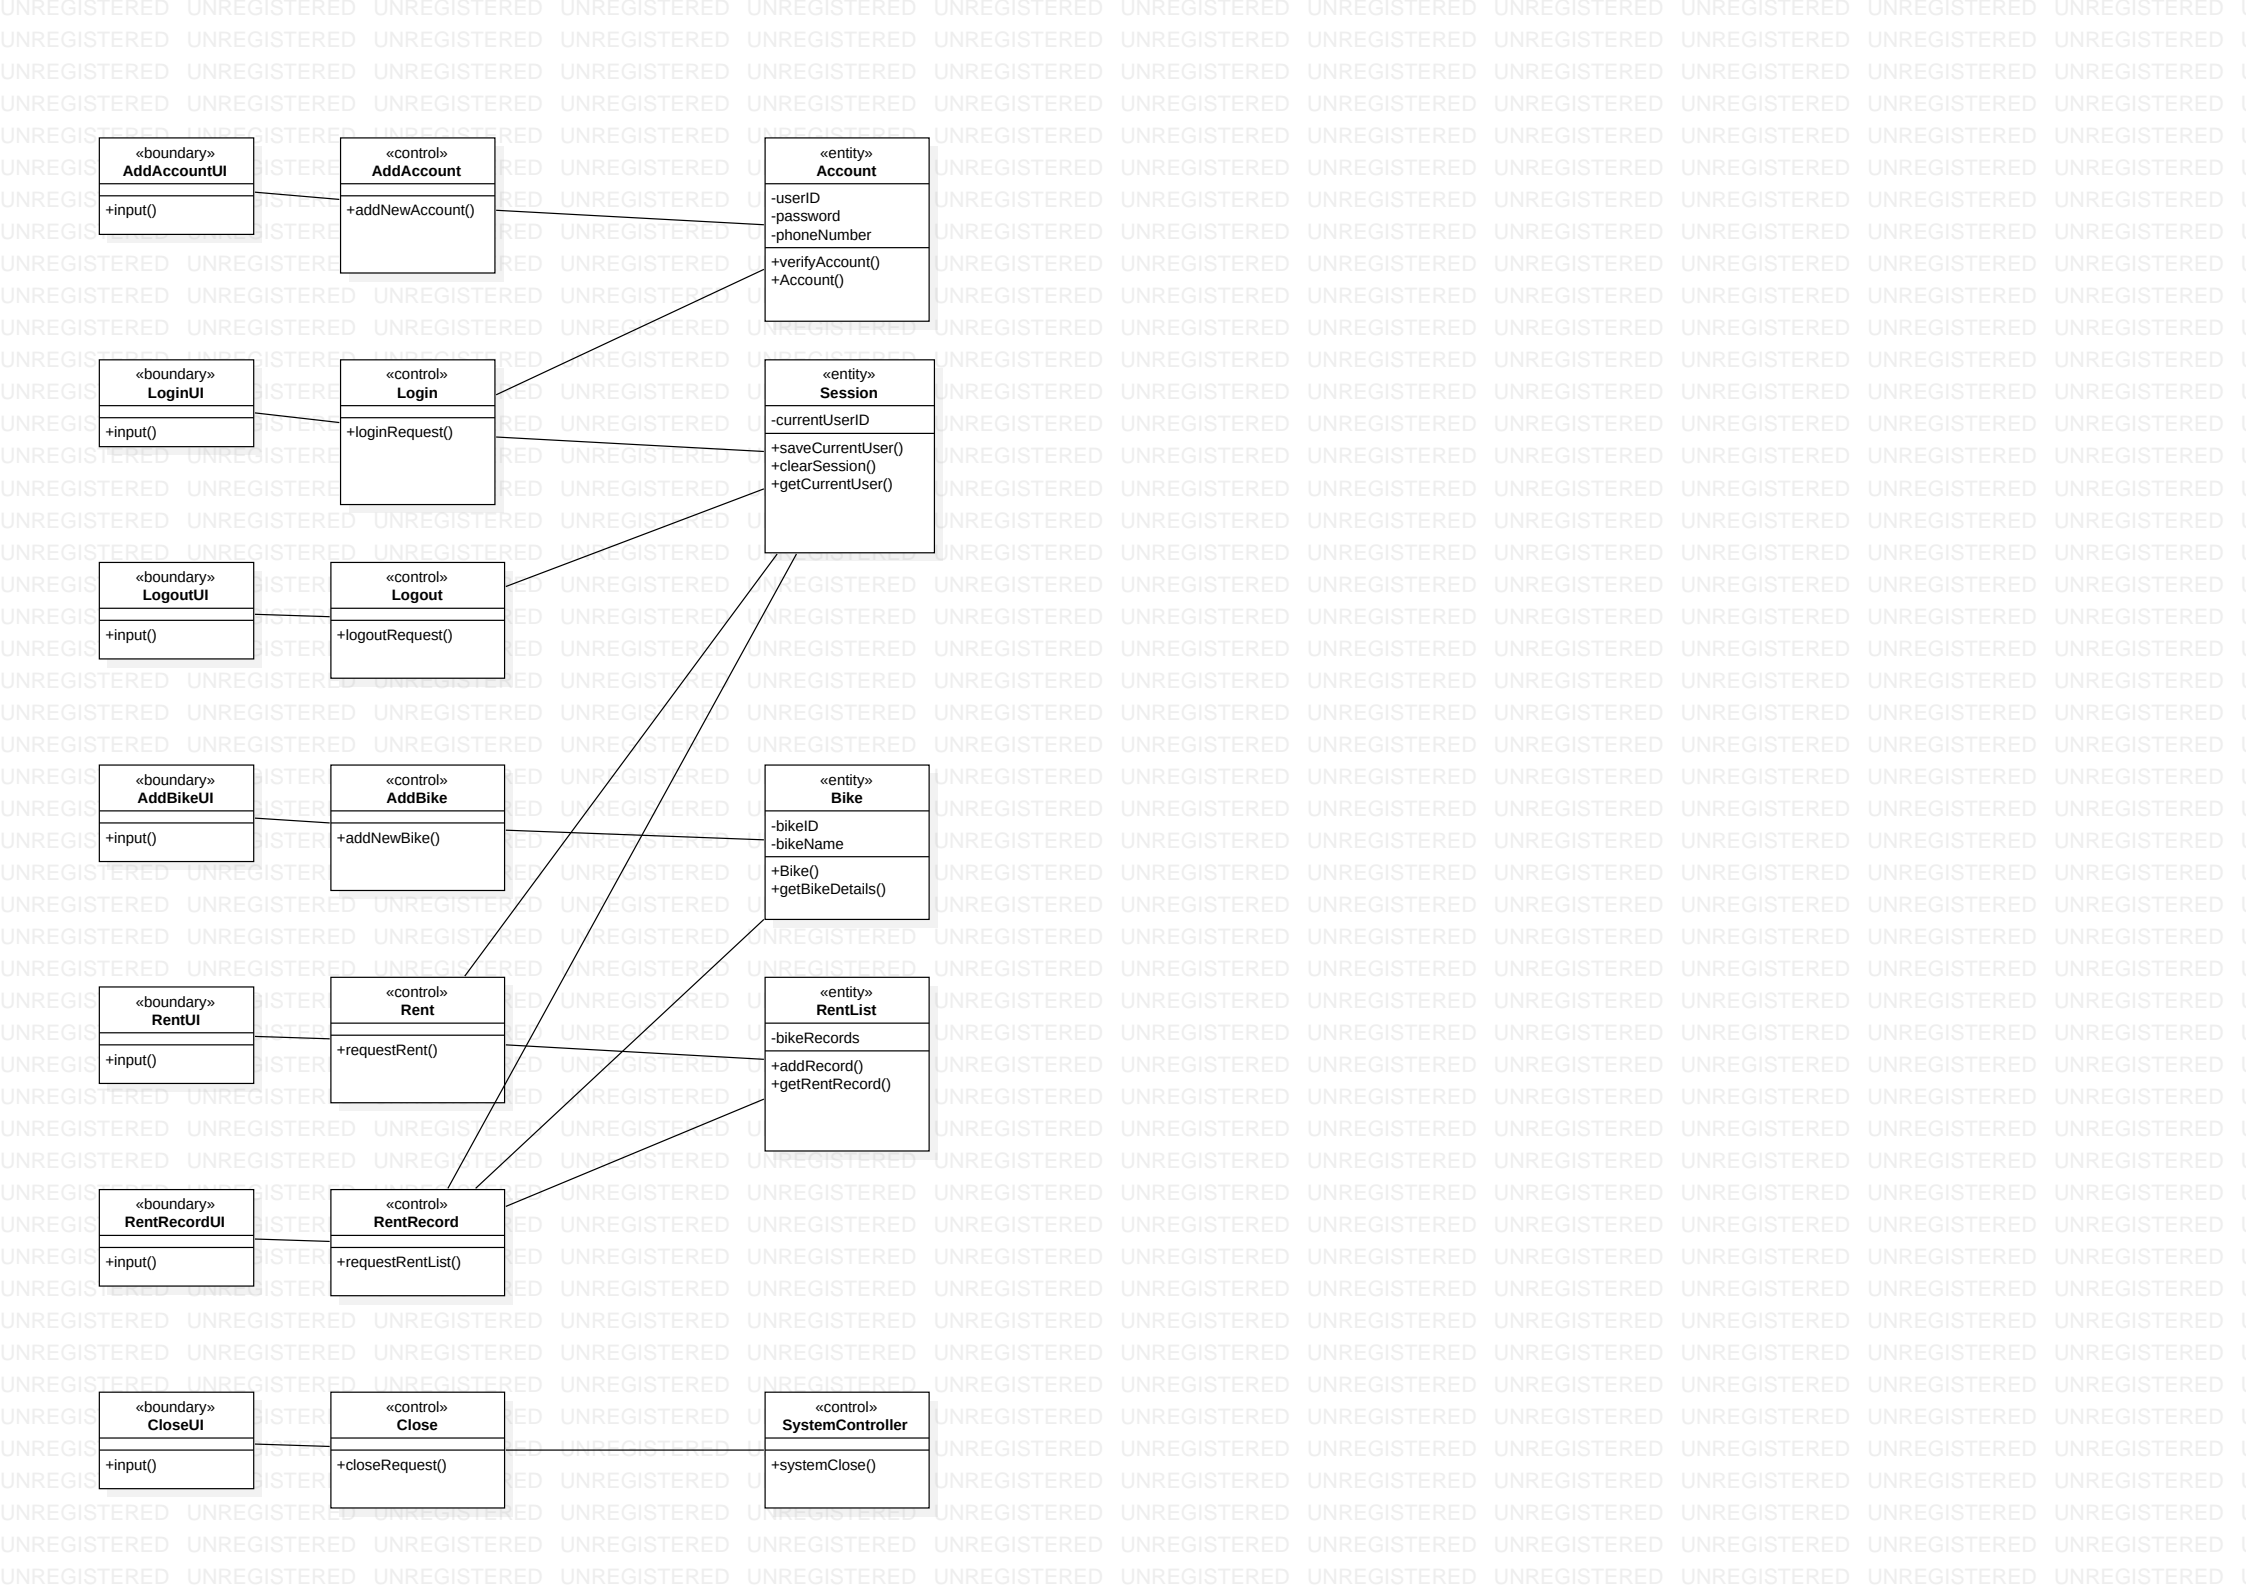 «boundary»
AddAccountUI
+input()
«control»
AddAccount
+addNewAccount()
«entity»
Account
-userID
-password
-phoneNumber
+verifyAccount()
+Account()
«boundary»
LoginUI
+input()
«control»
Login
+loginRequest()
«entity»
Session
-currentUserID
+saveCurrentUser()
+clearSession()
+getCurrentUser()
«boundary»
LogoutUI
+input()
«control»
Logout
+logoutRequest()
«boundary»
AddBikeUI
+input()
«control»
AddBike
+addNewBike()
«entity»
Bike
-bikeID
-bikeName
+Bike()
+getBikeDetails()
«boundary»
RentUI
+input()
«control»
Rent
+requestRent()
«entity»
RentList
-bikeRecords
+addRecord()
+getRentRecord()
«boundary»
RentRecordUI
+input()
«control»
RentRecord
+requestRentList()
«boundary»
CloseUI
+input()
«control»
Close
+closeRequest()
«control»
SystemController
+systemClose()
UNREGISTERED